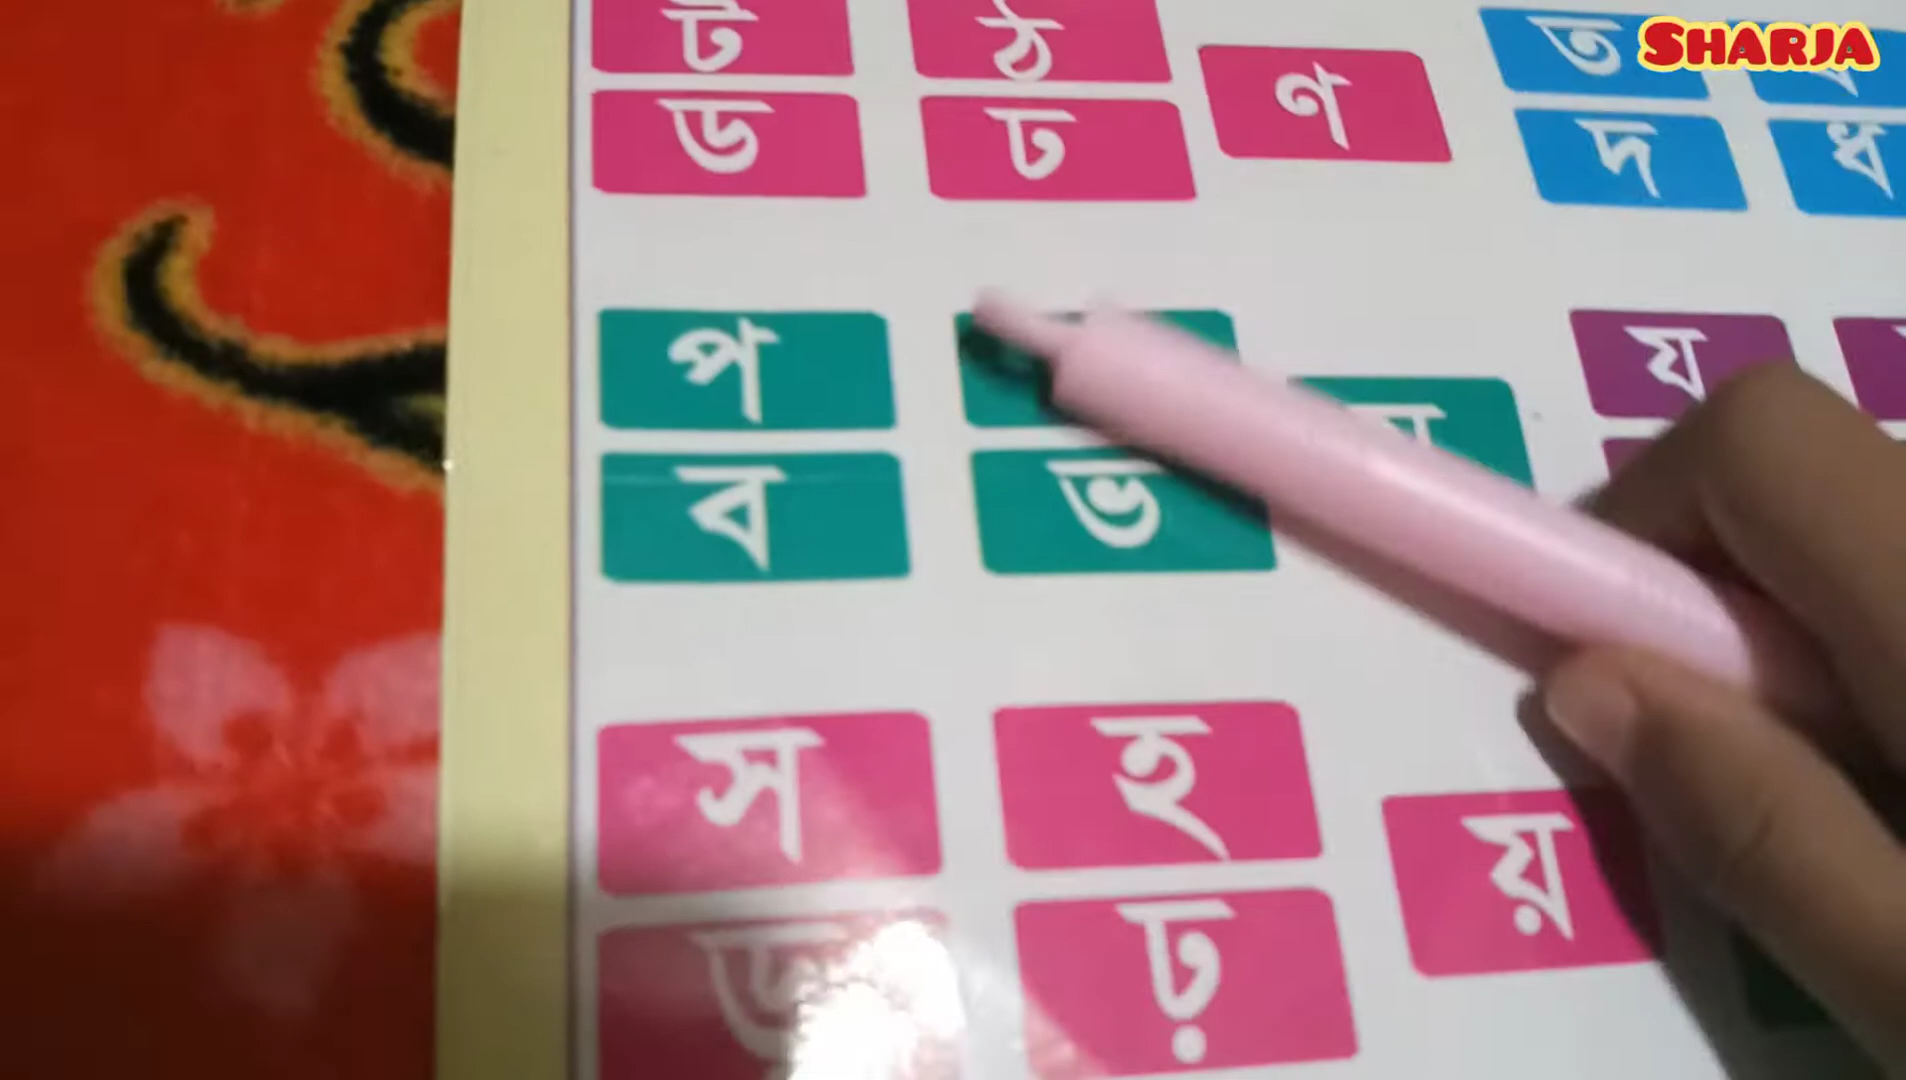 ট ঠ
ণ
ড ঢ
ত
দ ধ
SHARJA
প
ব ভ
য
স হ
য়
ঢ়